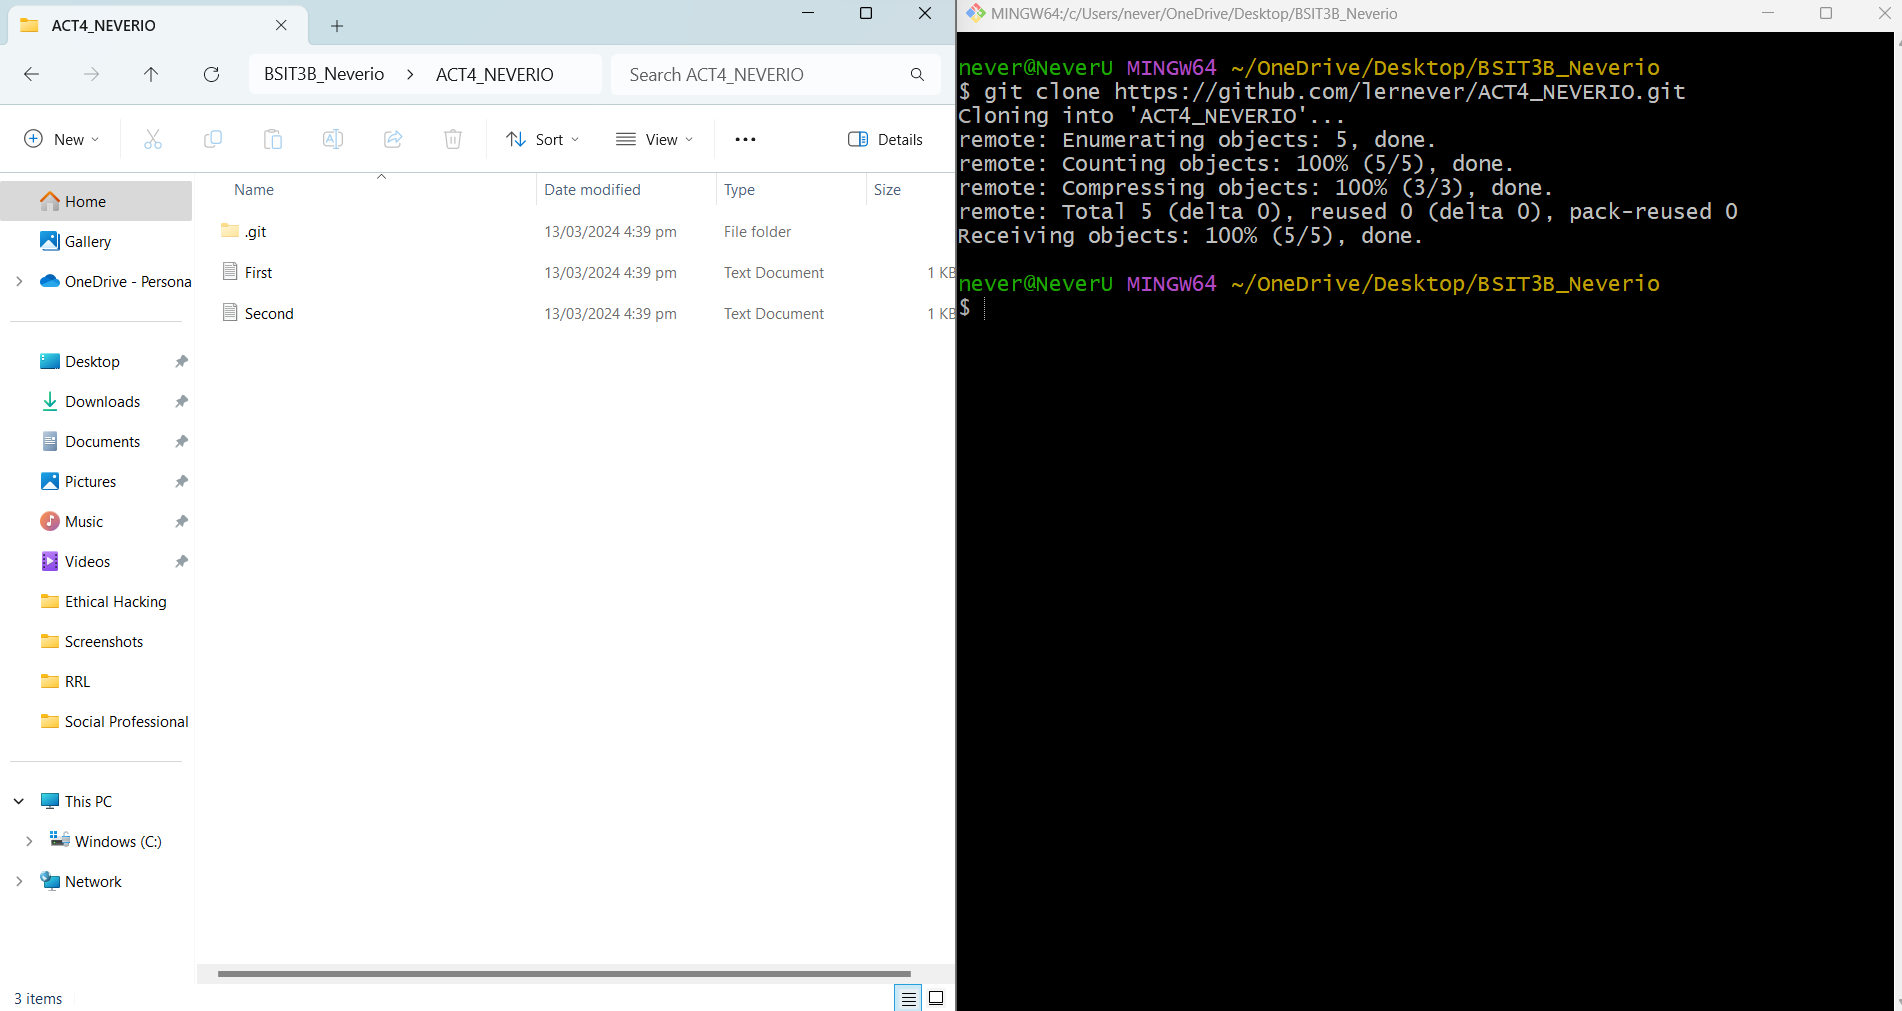 ACT4_NEVERIO
BSIT3B_Neverio > ACT4_NEVERIO
Search ACT4_NEVERIO
New
Sort
View
Details
Home
Gallery
OneDrive - Persona
Desktop
Downloads
Documents
Pictures
Music
Videos
Ethical Hacking
Screenshots
RRL
Social Professional
This PC
Windows (C:)
Network
Name Date modified Type Size
.git 13/03/2024 4:39 pm File folder
First 13/03/2024 4:39 pm Text Document 1 KB
Second 13/03/2024 4:39 pm Text Document 1 KB
3 items
MINGW64:/c/Users/never/OneDrive/Desktop/BSIT3B_Neverio
never@NeverU MINGW64 ~/OneDrive/Desktop/BSIT3B_Neverio
$ git clone https://github.com/lernever/ACT4_NEVERIO.git
Cloning into 'ACT4_NEVERIO'...
remote: Enumerating objects: 5, done.
remote: Counting objects: 100% (5/5), done.
remote: Compressing objects: 100% (3/3), done.
remote: Total 5 (delta 0), reused 0 (delta 0), pack-reused 0
Receiving objects: 100% (5/5), done.
never@NeverU MINGW64 ~/OneDrive/Desktop/BSIT3B_Neverio
$